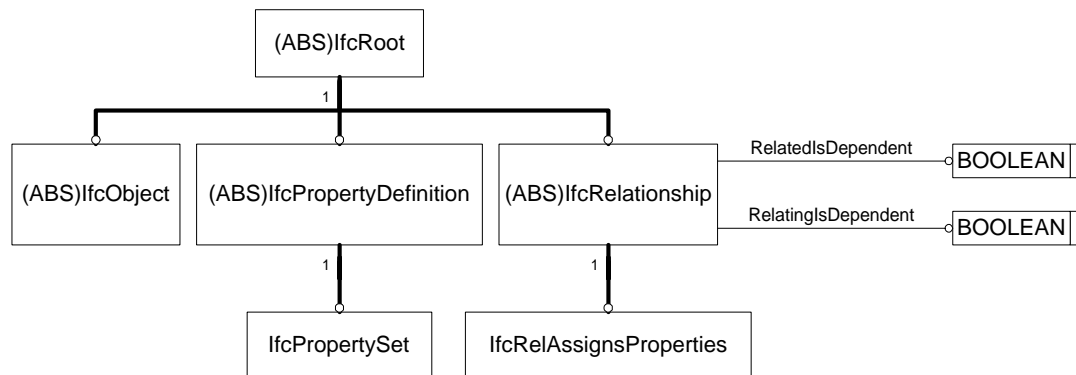 (ABS)IfcRoot
1
(ABS)IfcObject
(ABS)IfcPropertyDefinition
(ABS)IfcRelationship
RelatedIsDependent
BOOLEAN
RelatingIsDependent
BOOLEAN
1
1
IfcPropertySet
IfcRelAssignsProperties